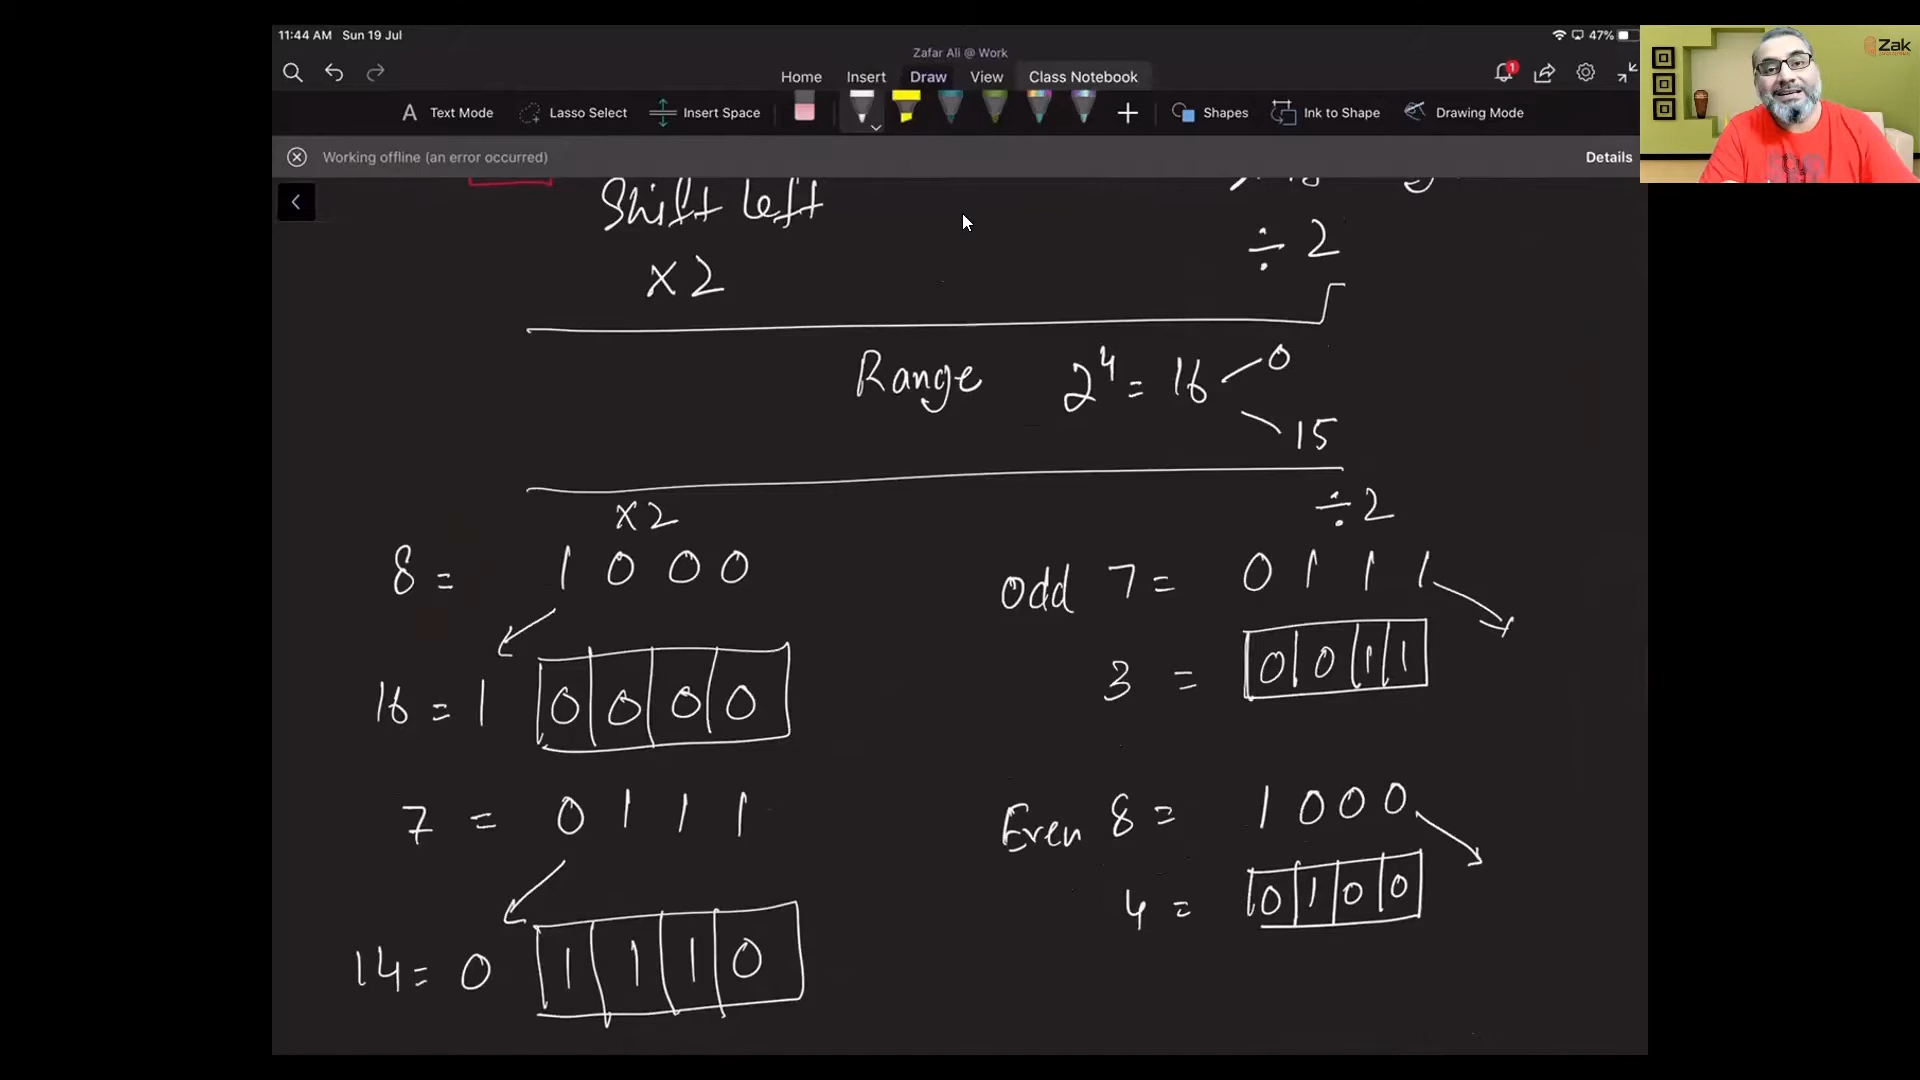 11:44 AM Sun 19 Jul
47%
Zak
Zafar Ali @ Work
1
Home Insert Draw View Class Notebook
A Text Mode Lasso Select Insert Space Shapes Ink to Shape Drawing Mode
Working offline (an error occurred) Details
Shift Left
x2
÷ 2
Range 2⁴ = 16 0
15
x2
8 = 1 0 0 0
16 = 1 0 0 0 0
7 = 0 1 1 1
14 = 0 1 1 1 0
÷2
Odd 7 = 0 1 1 1
3 = 0 0 1 1
Even 8 = 1 0 0 0
4 = 0 1 0 0